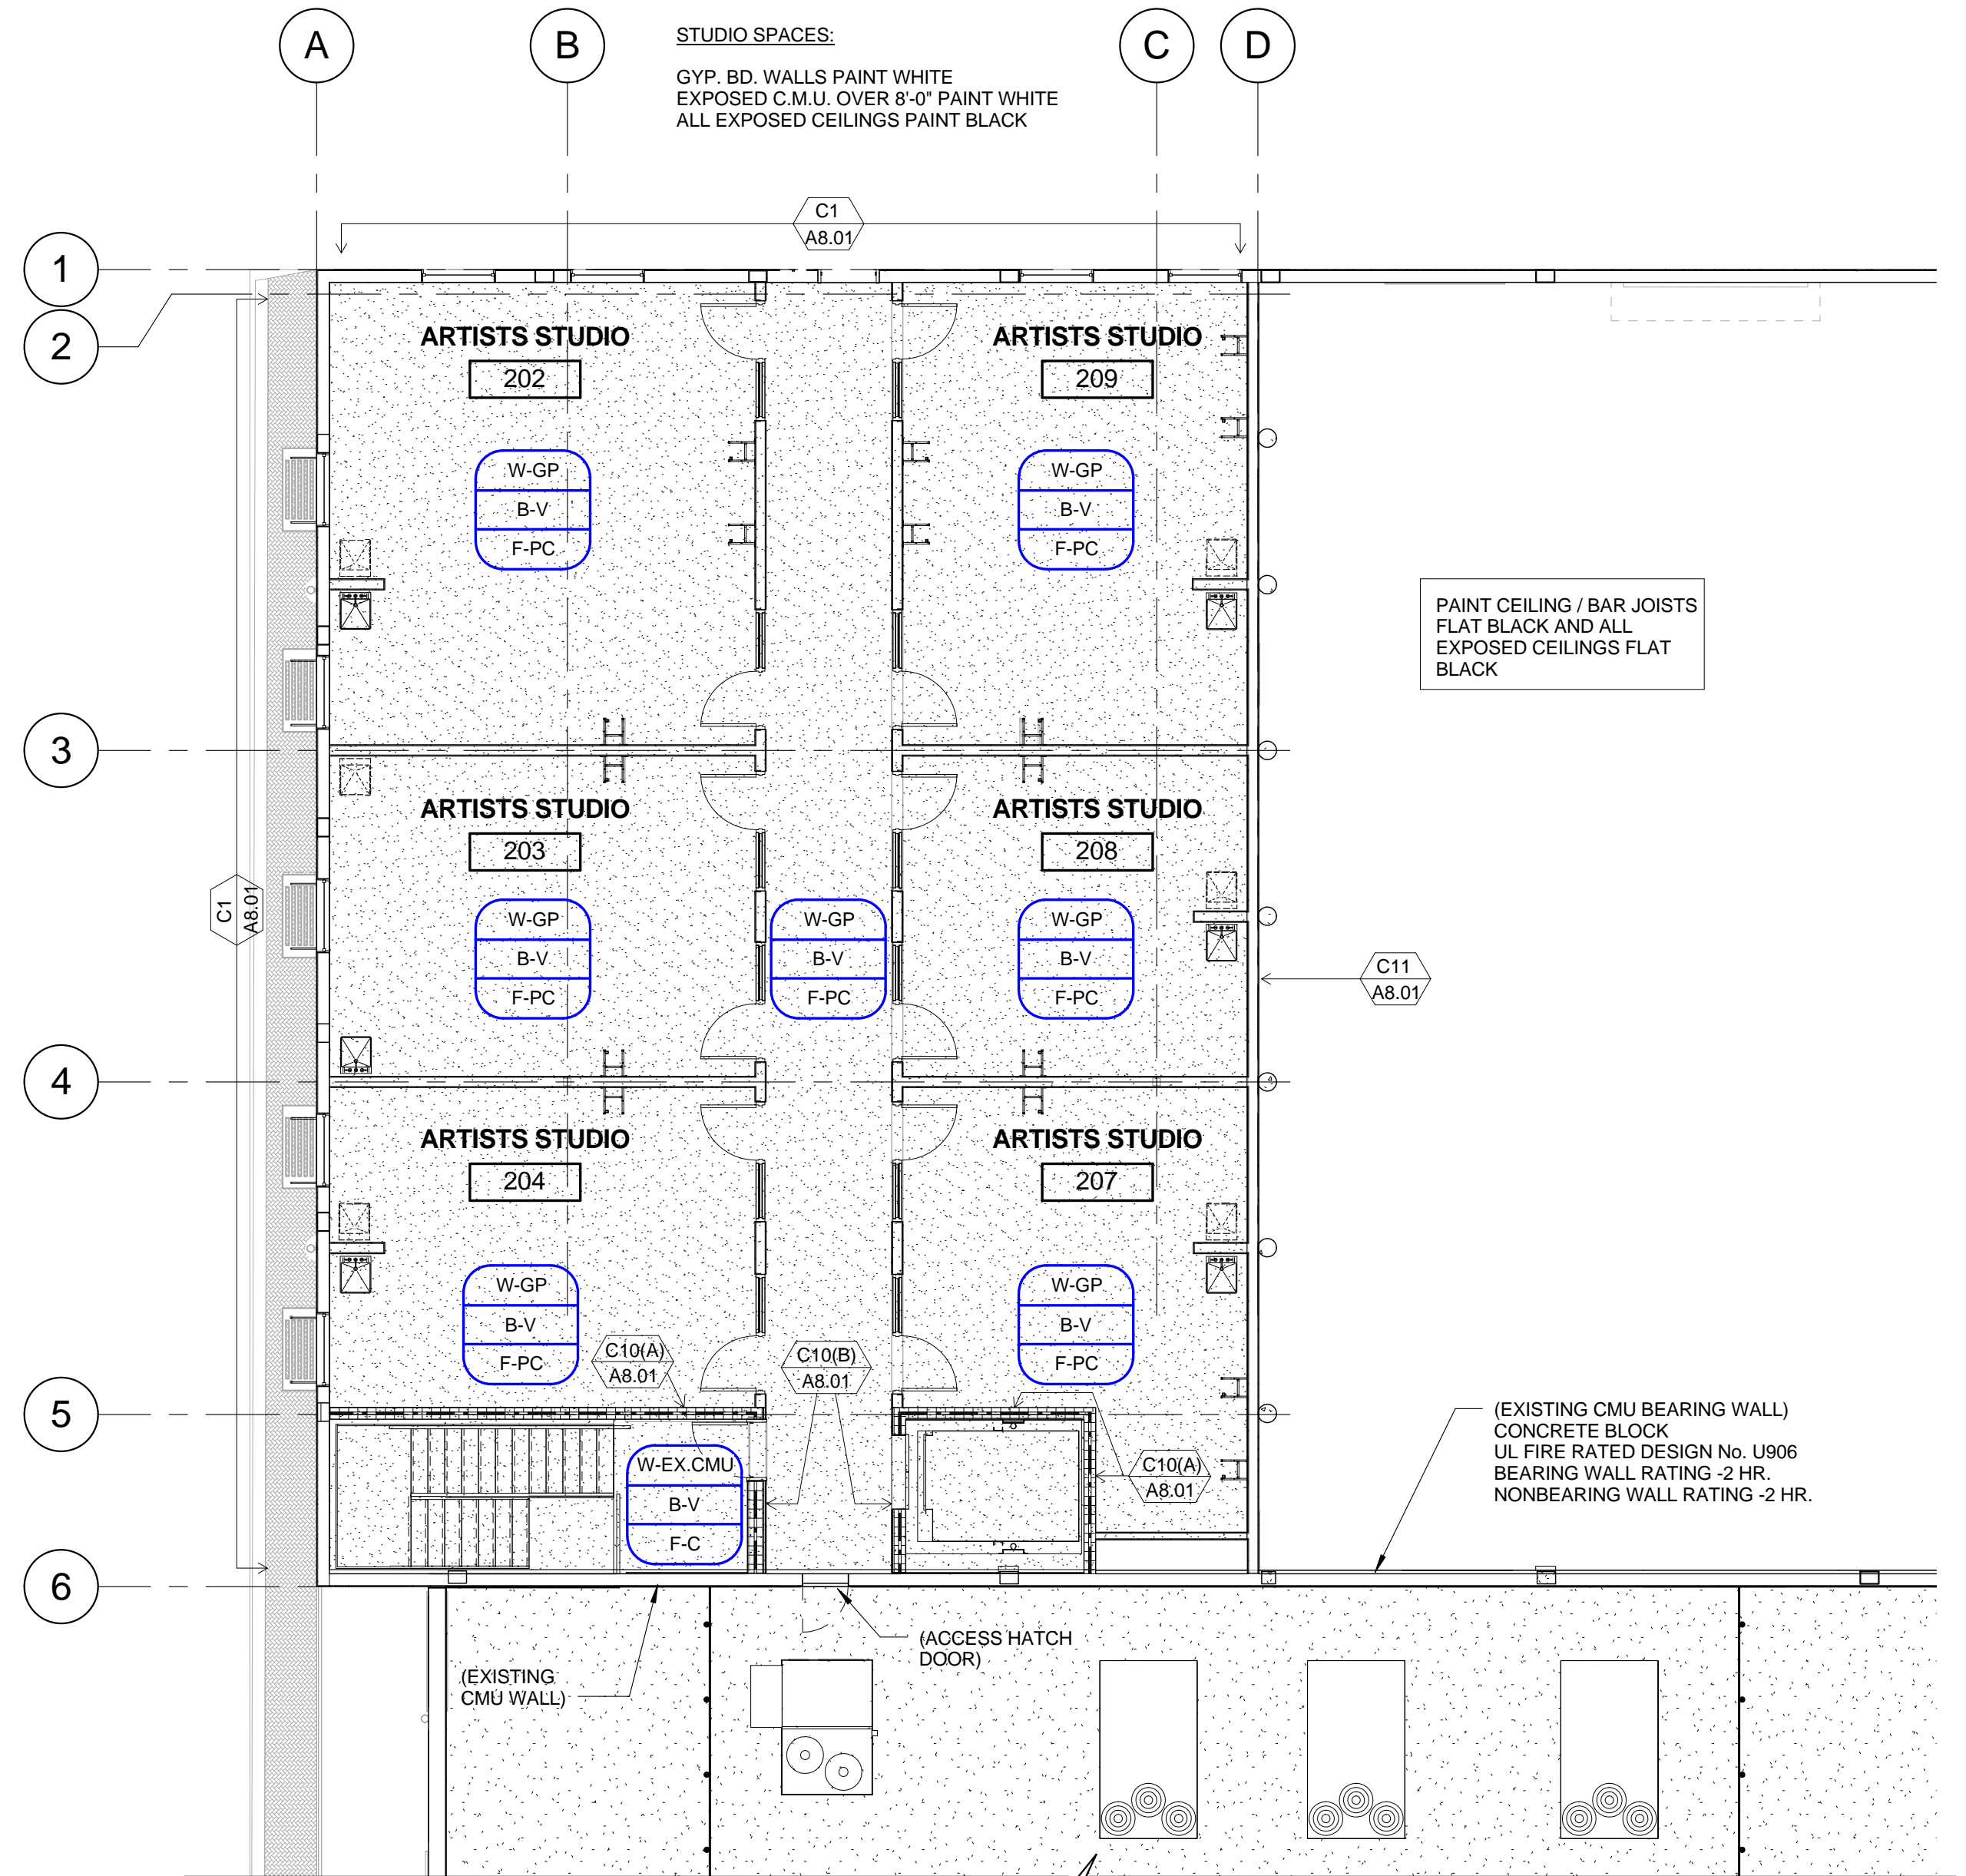 A
B
C
D
STUDIO SPACES:
GYP. BD. WALLS PAINT WHITE
EXPOSED C.M.U. OVER 8'-0" PAINT WHITE
ALL EXPOSED CEILINGS PAINT BLACK
C1
A8.01
1
2
ARTISTS STUDIO
202
ARTISTS STUDIO
209
W-GP
B-V
F-PC
W-GP
B-V
F-PC
PAINT CEILING / BAR JOISTS
FLAT BLACK AND ALL
EXPOSED CEILINGS FLAT
BLACK
3
ARTISTS STUDIO
203
ARTISTS STUDIO
208
C1
A8.01
W-GP
B-V
F-PC
W-GP
B-V
F-PC
W-GP
B-V
F-PC
C11
A8.01
4
ARTISTS STUDIO
204
ARTISTS STUDIO
207
W-GP
B-V
F-PC
W-GP
B-V
F-PC
C10(A)
A8.01
C10(B)
A8.01
5
(EXISTING CMU BEARING WALL)
CONCRETE BLOCK
UL FIRE RATED DESIGN No. U906
BEARING WALL RATING -2 HR.
NONBEARING WALL RATING -2 HR.
W-EX.CMU
B-V
F-C
C10(A)
A8.01
6
(ACCESS HATCH
DOOR)
(EXISTING
CMU WALL)